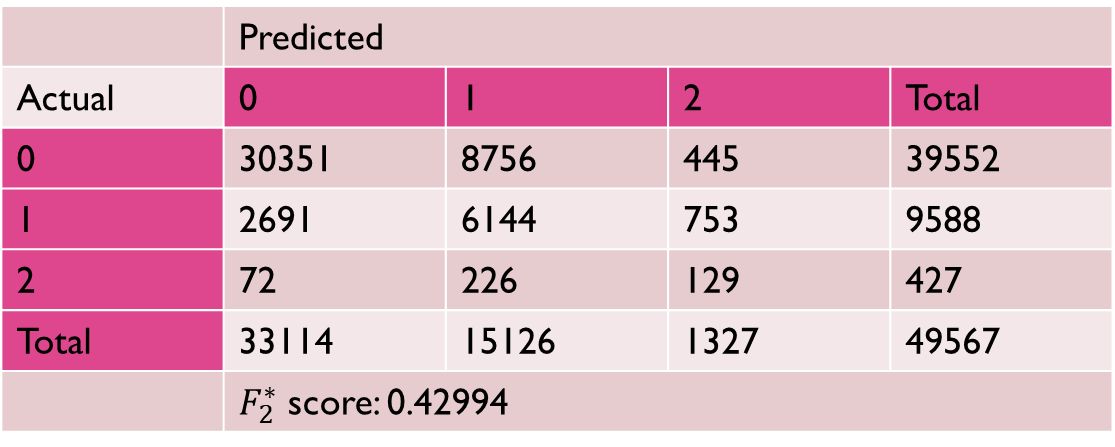 Predicted
Actual 0 1 2 Total
0 30351 8756 445 39552
1 2691 6144 753 9588
2 72 226 129 427
Total 33114 15126 1327 49567
F₂* score: 0.42994